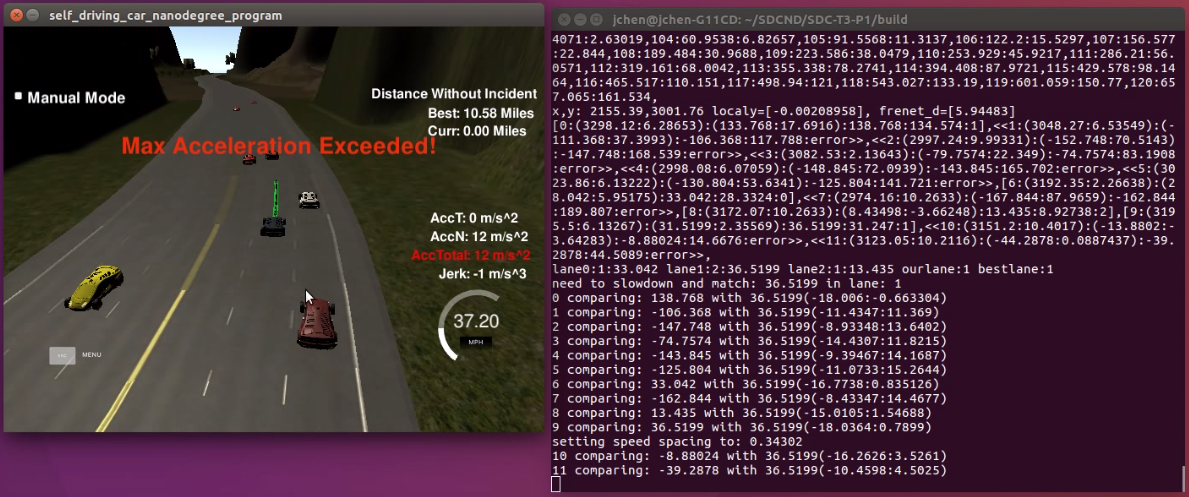 self_driving_car_nanodegree_program
Manual Mode
Distance Without Incident
Best: 10.58 Miles
Curr: 0.00 Miles
Max Acceleration Exceeded!
AccT: 0 m/s^2
AccN: 12 m/s^2
AccTotal: 12 m/s^2
Jerk: -1 m/s^3
37.20
MPH
ESC
MENU
jchen@jchen-G11CD: ~/SDCND/SDC-T3-P1/build
4071:2.63019,104:60.9538:6.82657,105:91.5568:11.3137,106:122.2:15.5297,107:156.577
:22.844,108:189.484:30.9688,109:223.586:38.0479,110:253.929:45.9217,111:286.21:56.
0571,112:319.161:68.0042,113:355.338:78.2741,114:394.408:87.9721,115:429.578:98.14
64,116:465.517:110.151,117:498.94:121,118:543.027:133.19,119:601.059:150.77,120:65
7.065:161.534,
x,y: 2155.39,3001.76 localy=[-0.00208958], frenet_d=[5.94483]
[0:(3298.12:6.28653):(133.768:17.6916):138.768:134.574:1],<<1:(3048.27:6.53549):(-
111.368:37.3993):-106.368:117.788:error>>,<<2:(2997.24:9.99331):(-152.748:70.5143)
:-147.748:168.539:error>>,<<3:(3082.53:2.13643):(-79.7574:22.349):-74.7574:83.1908
:error>>,<<4:(2998.08:6.07059):(-148.845:72.0939):-143.845:165.702:error>>,<<5:(30
23.86:6.13222):(-130.804:53.6341):-125.804:141.721:error>>,[6:(3192.35:2.26638):(2
8.042:5.95175):33.042:28.3324:0],<<7:(2974.16:10.2633):(-167.844:87.9659):-162.844
:189.807:error>>,[8:(3172.07:10.2633):(8.43498:-3.66248):13.435:8.92738:2],[9:(319
5.5:6.13267):(31.5199:2.35569):36.5199:31.247:1],<<10:(3151.2:10.4017):(-13.8802:-
3.64283):-8.88024:14.6676:error>>,<<11:(3123.05:10.2116):(-44.2878:0.0887437):-39.
2878:44.5089:error>>,
lane0:1:33.042 lane1:2:36.5199 lane2:1:13.435 ourlane:1 bestlane:1
need to slowdown and match: 36.5199 in lane: 1
0 comparing: 138.768 with 36.5199(-18.006:-0.663304)
1 comparing: -106.368 with 36.5199(-11.4347:11.369)
2 comparing: -147.748 with 36.5199(-8.93348:13.6402)
3 comparing: -74.7574 with 36.5199(-14.4307:11.8215)
4 comparing: -143.845 with 36.5199(-9.39467:14.1687)
5 comparing: -125.804 with 36.5199(-11.0733:15.2644)
6 comparing: 33.042 with 36.5199(-16.7738:0.835126)
7 comparing: -162.844 with 36.5199(-8.43347:14.4677)
8 comparing: 13.435 with 36.5199(-15.0105:1.54688)
9 comparing: 36.5199 with 36.5199(-18.0364:0.7899)
setting speed spacing to: 0.34302
10 comparing: -8.88024 with 36.5199(-16.2626:3.5261)
11 comparing: -39.2878 with 36.5199(-10.4598:4.5025)